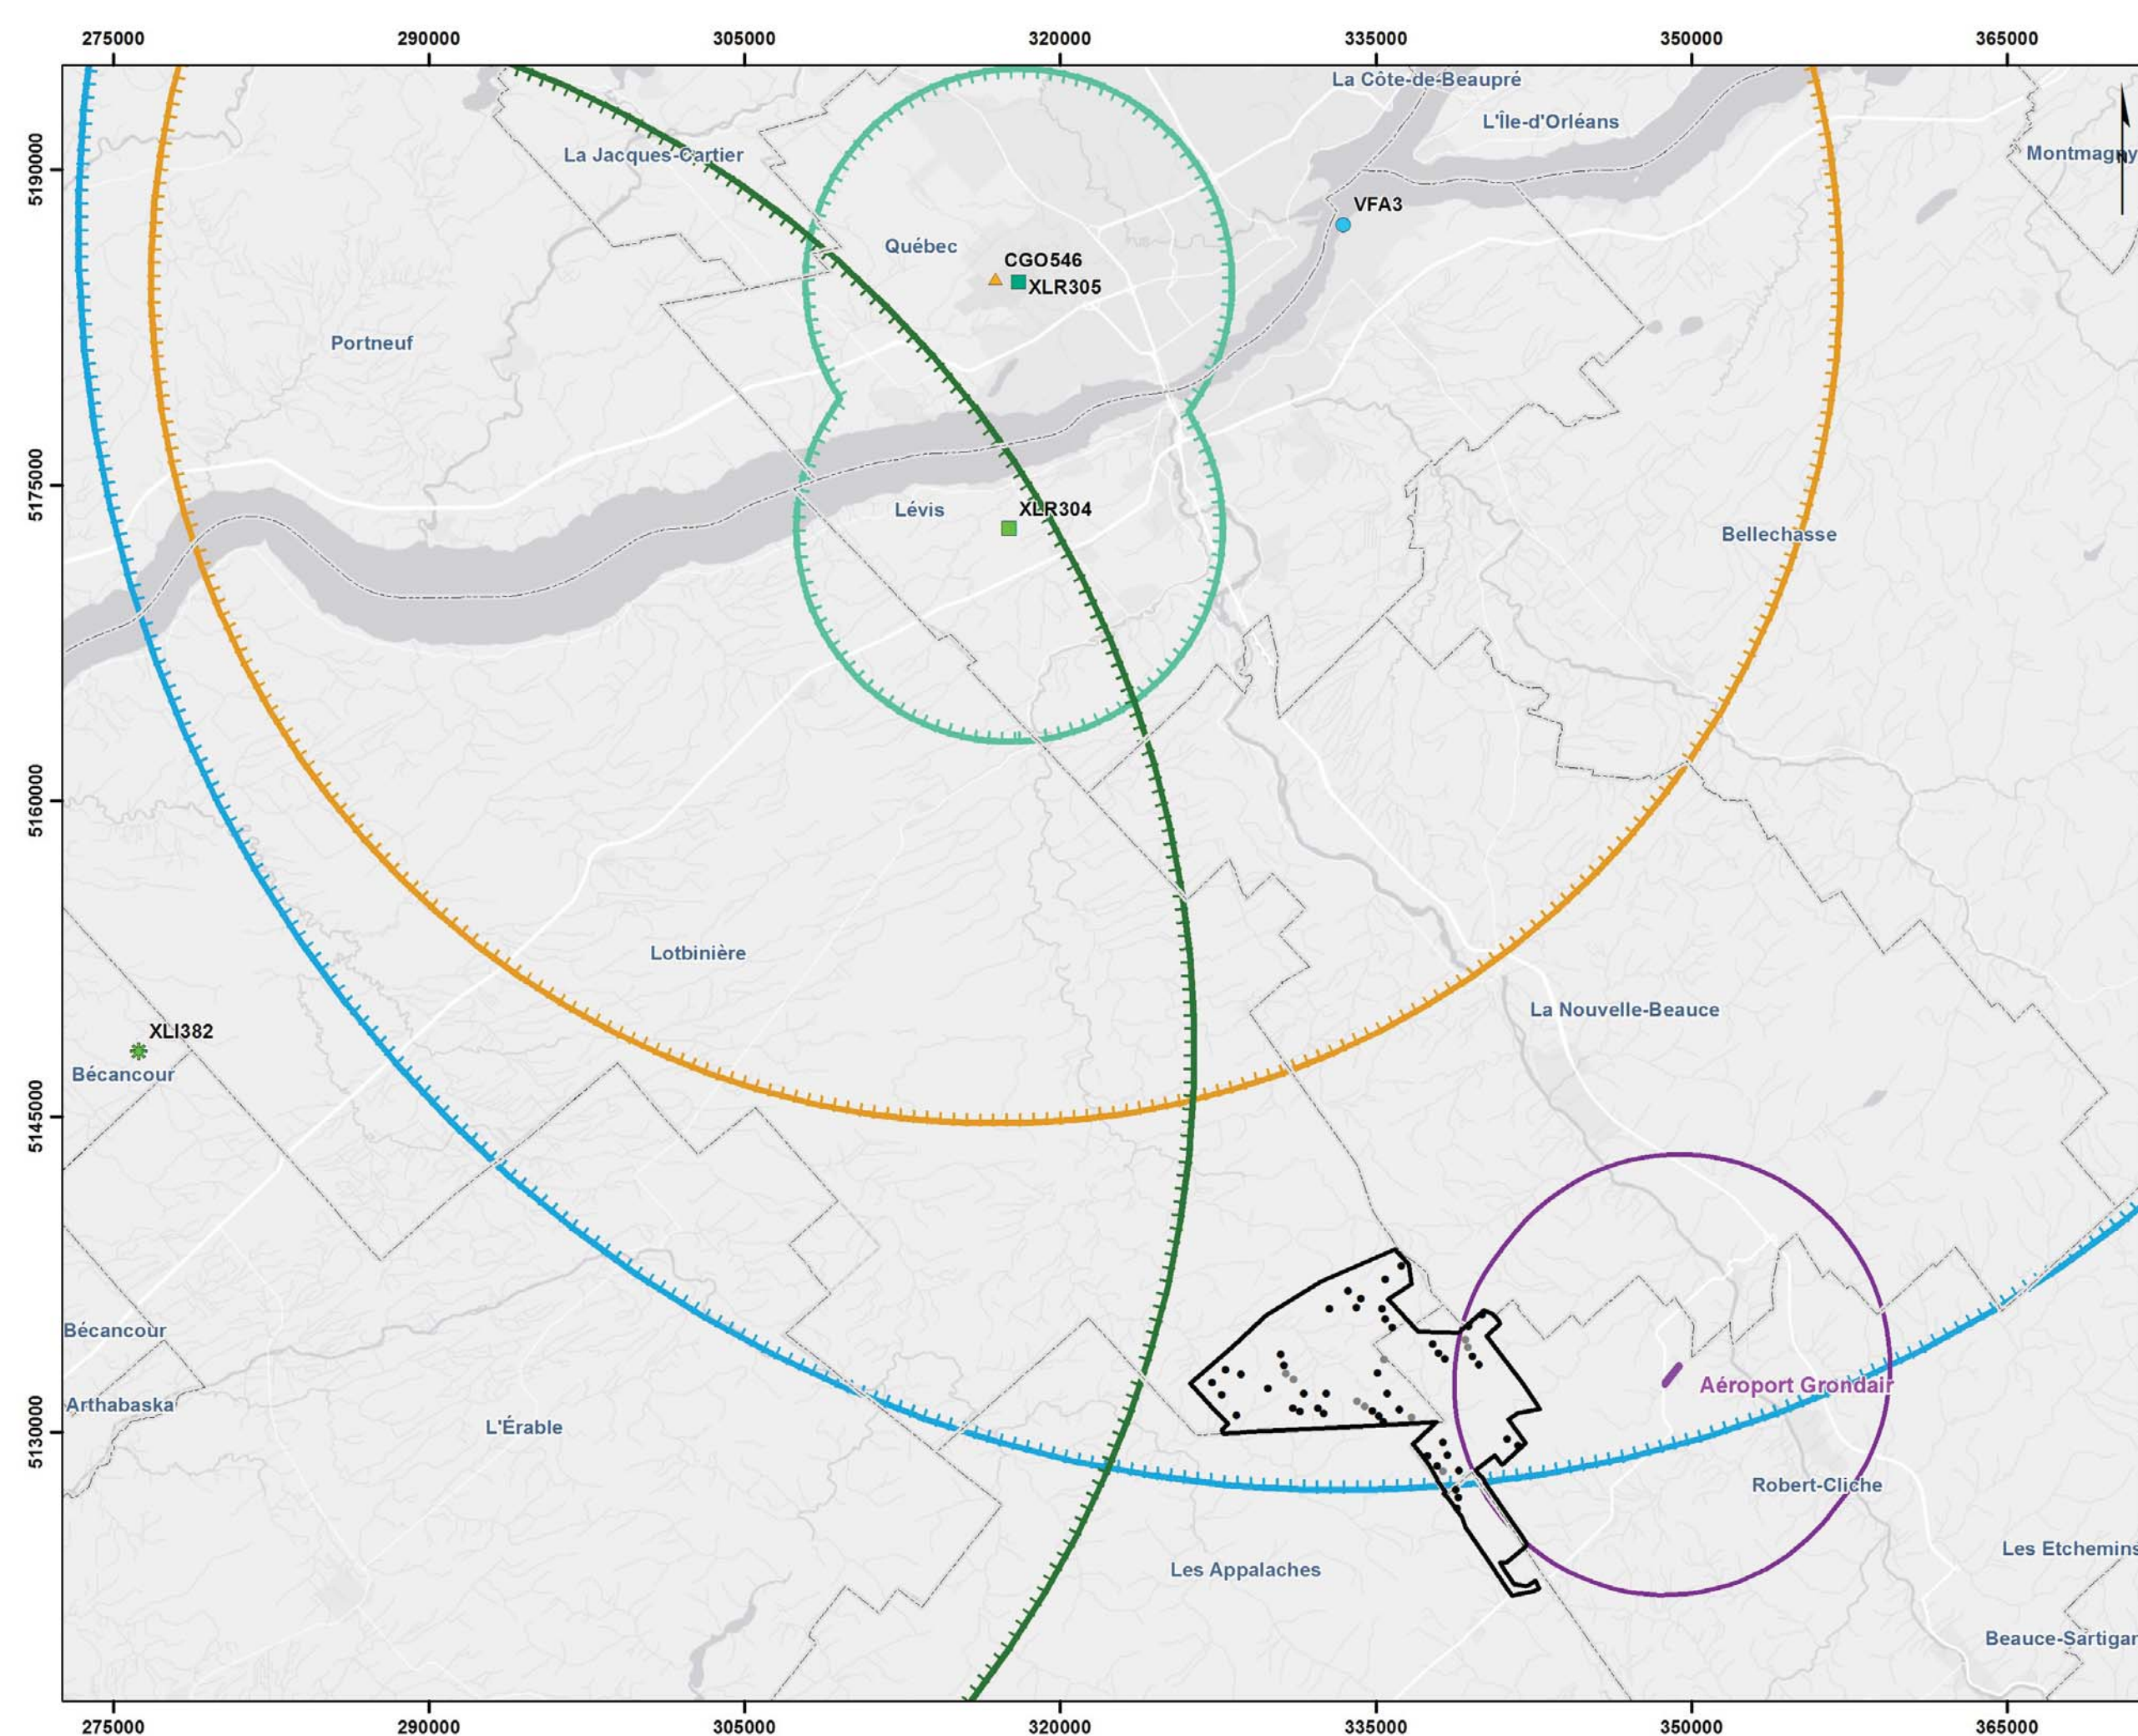 275000 290000 305000 320000 335000 350000 365000
La Côte-de-Beaupré
L'Île-d'Orléans
La Jacques-Cartier
Montmagny
5190000
VFA3
Québec
CGO546
XLR305
Portneuf
5175000
XLR304
Lévis
Bellechasse
5160000
Lotbinière
La Nouvelle-Beauce
XLI382
Bécancour
5145000
Bécancour
Aéroport Grondair
Arthabaska
L'Érable
5130000
Robert-Cliche
Les Etchemins
Les Appalaches
Beauce-Sartigan
275000 290000 305000 320000 335000 350000 365000